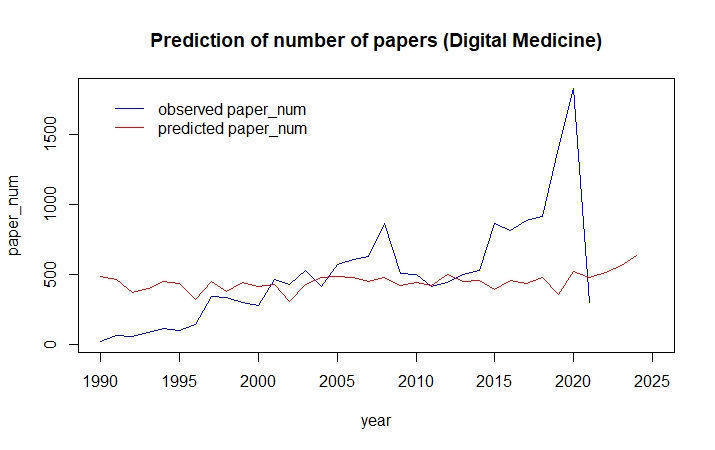 Prediction of number of papers (Digital Medicine)
observed paper_num
predicted paper_num
paper_num
1500
1000
500
0
1990 1995 2000 2005 2010 2015 2020 2025
year